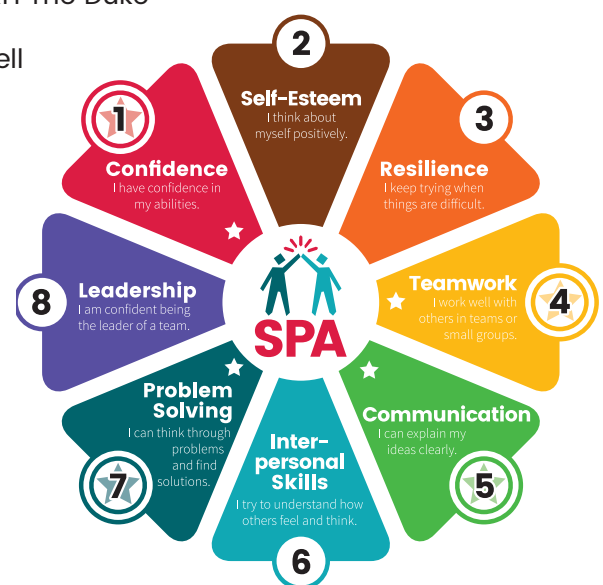 The Duke
ell
1
Confidence
I have confidence in
my abilities.
2
Self-Esteem
I think about
myself positively.
3
Resilience
I keep trying when
things are difficult.
4
Teamwork
I work well with
others in teams or
small groups.
5
Communication
I can explain my
ideas clearly.
6
Inter-
personal
Skills
I try to understand how
others feel and think.
7
Problem
Solving
I can think through
problems
and find
solutions.
8
Leadership
I am confident being
the leader of a team.
SPA